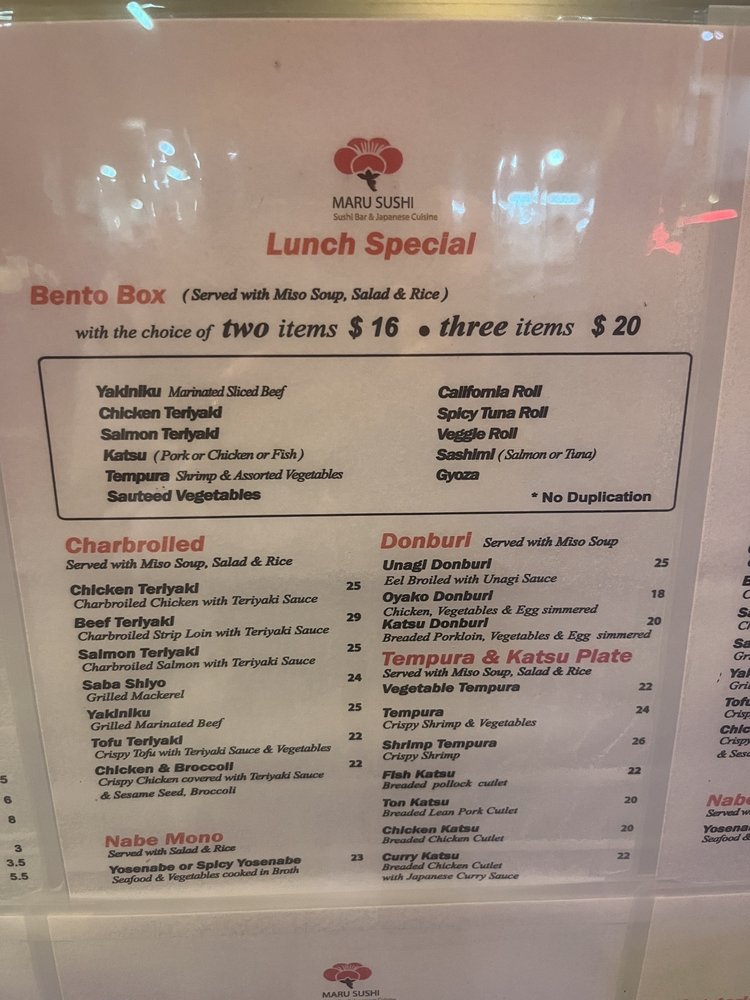 MARU SUSHI
Sushi Bar & Japanese Cuisine
Lunch Special
Bento Box (Served with Miso Soup, Salad & Rice)
with the choice of two items $ 16 • three items $ 20
Yakiniku Marinated Sliced Beef
Chicken Teriyaki
Salmon Teriyaki
Katsu (Pork or Chicken or Fish)
Tempura Shrimp & Assorted Vegetables
Sauteed Vegetables
California Roll
Spicy Tuna Roll
Veggie Roll
Sashimi (Salmon or Tuna)
Gyoza
* No Duplication
Charbroiled
Served with Miso Soup, Salad & Rice
Chicken Teriyaki 25
Charbroiled Chicken with Teriyaki Sauce
Beef Teriyaki 29
Charbroiled Strip Loin with Teriyaki Sauce
Salmon Teriyaki 25
Charbroiled Salmon with Teriyaki Sauce
Saba Shiyo 24
Grilled Mackerel
Yakiniku 25
Grilled Marinated Beef
Tofu Teriyaki 22
Crispy Tofu with Teriyaki Sauce & Vegetables
Chicken & Broccoli 22
Crispy Chicken covered with Teriyaki Sauce
& Sesame Seed, Broccoli
Nabe Mono
Served with Salad & Rice
Yosenabe or Spicy Yosenabe 23
Seafood & Vegetables cooked in Broth
Donburi Served with Miso Soup
Unagi Donburi 25
Eel Broiled with Unagi Sauce
Oyako Donburi 18
Chicken, Vegetables & Egg simmered
Katsu Donburi 20
Breaded Porkloin, Vegetables & Egg simmered
Tempura & Katsu Plate
Served with Miso Soup, Salad & Rice
Vegetable Tempura 22
Tempura 24
Crispy Shrimp & Vegetables
Shrimp Tempura 26
Crispy Shrimp
Fish Katsu 22
Breaded pollock cutlet
Ton Katsu 20
Breaded Lean Pork Cutlet
Chicken Katsu 20
Breaded Chicken Cutlet
Curry Katsu 22
Breaded Chicken Cutlet
with Japanese Curry Sauce
5
6
8
3
3.5
5.5
Nabe
MARU SUSHI